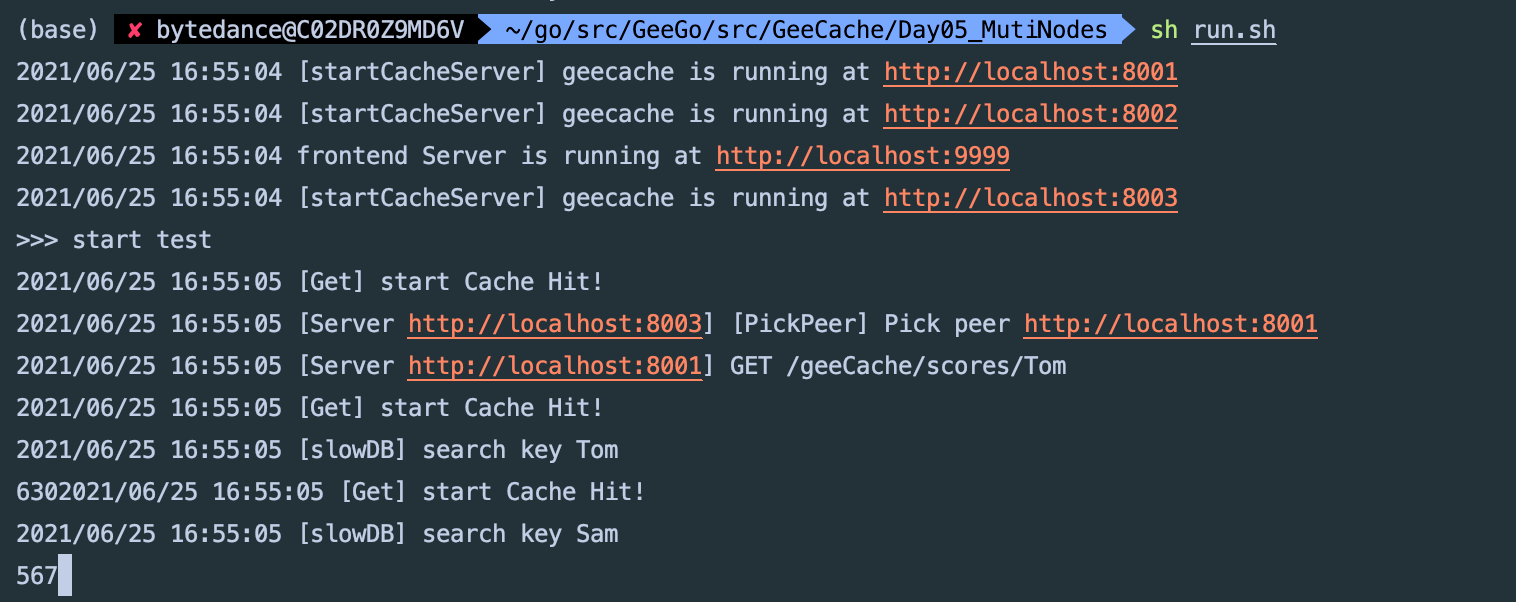 (base) ✘ bytedance@C02DR0Z9MD6V ~/go/src/GeeGo/src/GeeCache/Day05_MutiNodes sh run.sh
2021/06/25 16:55:04 [startCacheServer] geecache is running at http://localhost:8001
2021/06/25 16:55:04 [startCacheServer] geecache is running at http://localhost:8002
2021/06/25 16:55:04 frontend Server is running at http://localhost:9999
2021/06/25 16:55:04 [startCacheServer] geecache is running at http://localhost:8003
>>> start test
2021/06/25 16:55:05 [Get] start Cache Hit!
2021/06/25 16:55:05 [Server http://localhost:8003] [PickPeer] Pick peer http://localhost:8001
2021/06/25 16:55:05 [Server http://localhost:8001] GET /geeCache/scores/Tom
2021/06/25 16:55:05 [Get] start Cache Hit!
2021/06/25 16:55:05 [slowDB] search key Tom
6302021/06/25 16:55:05 [Get] start Cache Hit!
2021/06/25 16:55:05 [slowDB] search key Sam
567